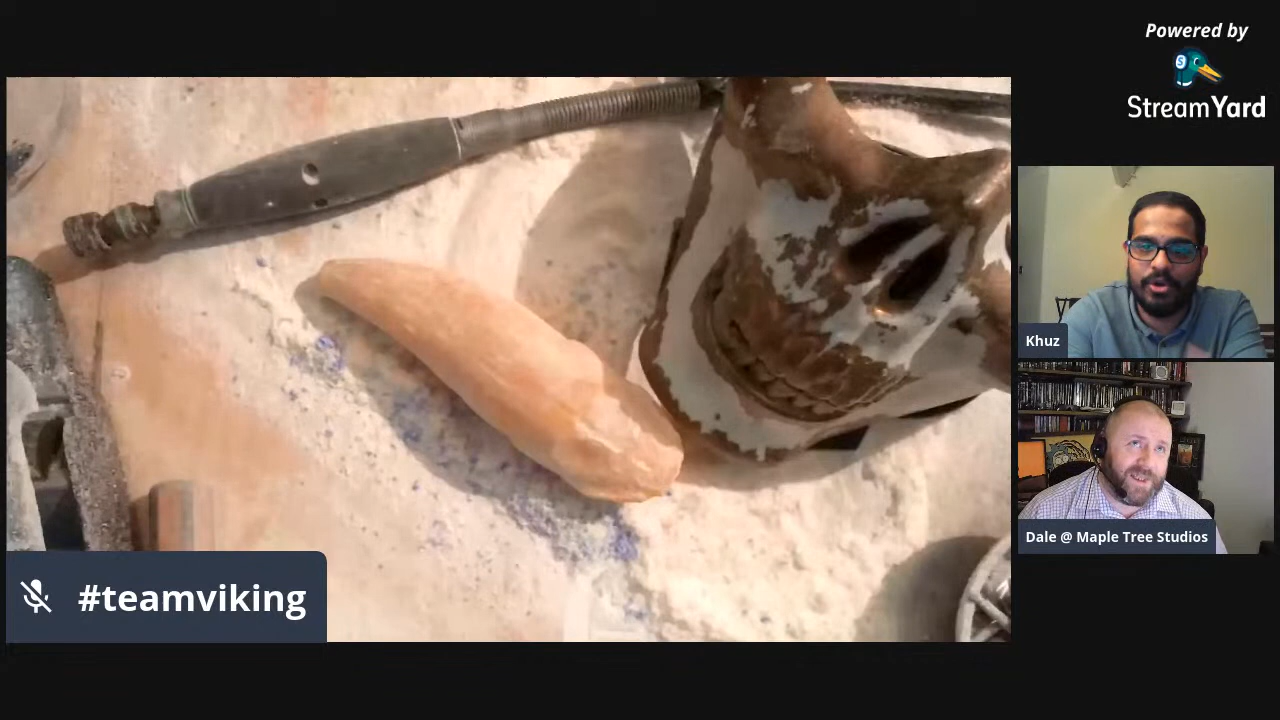 Powered by
StreamYard
Khuz
Dale @ Maple Tree Studios
#teamviking